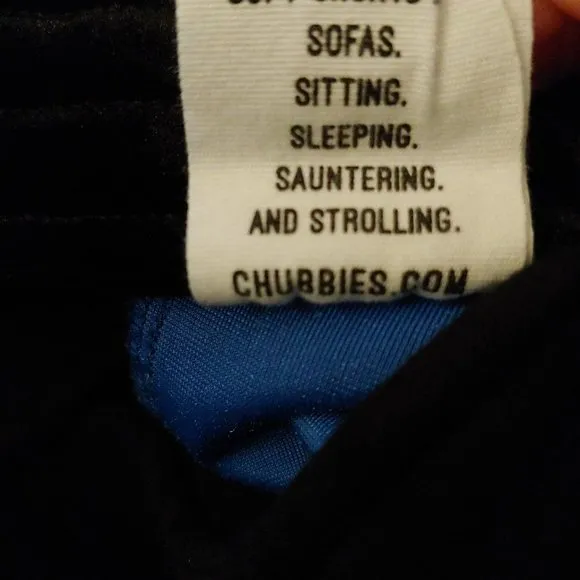 SOFAS.
SITTING.
SLEEPING.
SAUNTERING.
AND STROLLING.
CHUBBIES.COM